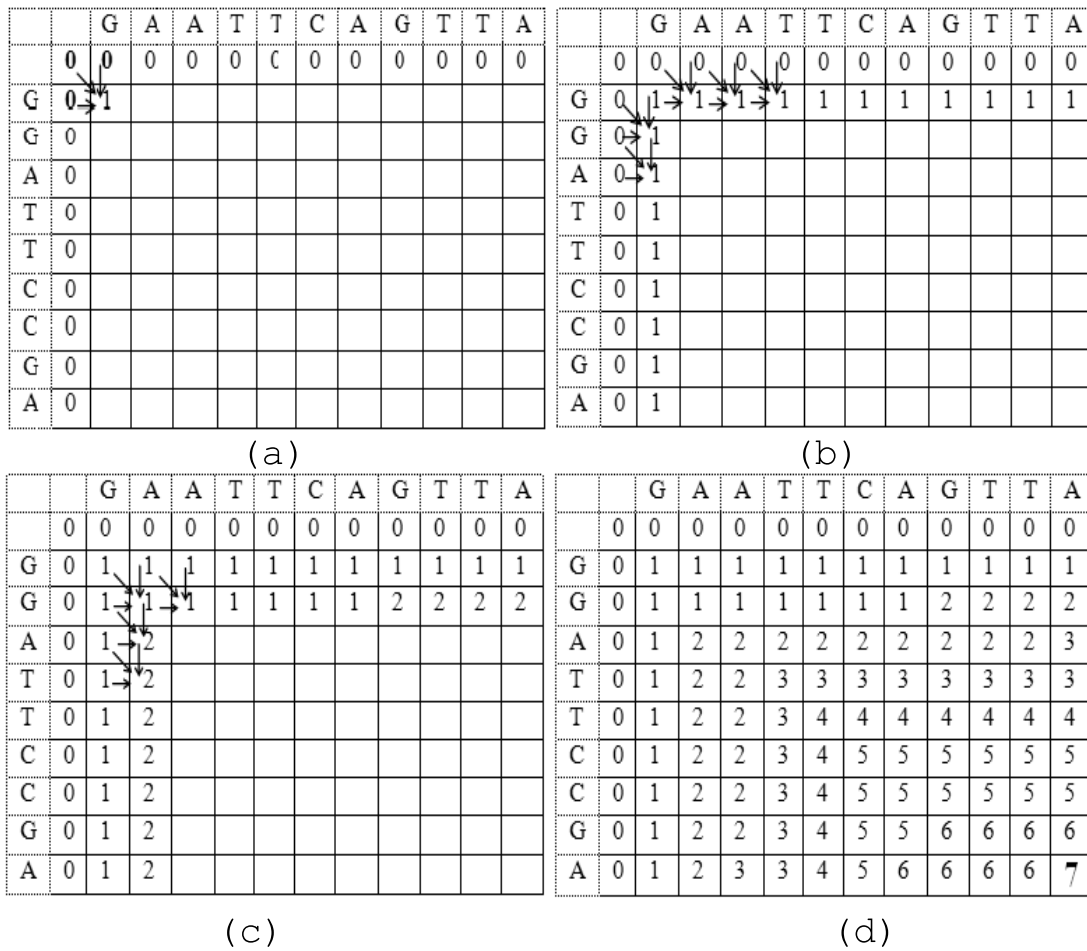 G A A T T C A G T T A
0 0 0 0 0 0 0 0 0 0 0 0
G 0 1
G 0
A 0
T 0
T 0
C 0
C 0
G 0
A 0
(a)
G A A T T C A G T T A
0 0 0 0 0 0 0 0 0 0 0 0
G 0 1 1 1 1 1 1 1 1 1 1 1
G 0 1
A 0 1
T 0 1
T 0 1
C 0 1
C 0 1
G 0 1
A 0 1
(b)
G A A T T C A G T T A
0 0 0 0 0 0 0 0 0 0 0 0
G 0 1 1 1 1 1 1 1 1 1 1 1
G 0 1 1 1 1 1 1 1 2 2 2 2
A 0 1 2
T 0 1 2
T 0 1 2
C 0 1 2
C 0 1 2
G 0 1 2
A 0 1 2
(c)
G A A T T C A G T T A
0 0 0 0 0 0 0 0 0 0 0 0
G 0 1 1 1 1 1 1 1 1 1 1 1
G 0 1 1 1 1 1 1 1 2 2 2 2
A 0 1 2 2 2 2 2 2 2 2 2 3
T 0 1 2 2 3 3 3 3 3 3 3 3
T 0 1 2 2 3 4 4 4 4 4 4 4
C 0 1 2 2 3 4 5 5 5 5 5 5
C 0 1 2 2 3 4 5 5 5 5 5 5
G 0 1 2 2 3 4 5 5 6 6 6 6
A 0 1 2 3 3 4 5 6 6 6 6 7
(d)